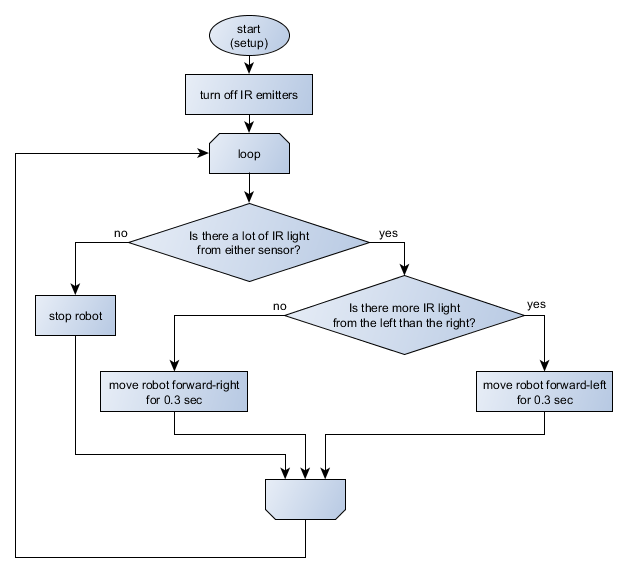 start
(setup)
turn off IR emitters
loop
Is there a lot of IR light
from either sensor?
no
yes
Is there more IR light
from the left than the right?
no
yes
stop robot
move robot forward-right
for 0.3 sec
move robot forward-left
for 0.3 sec